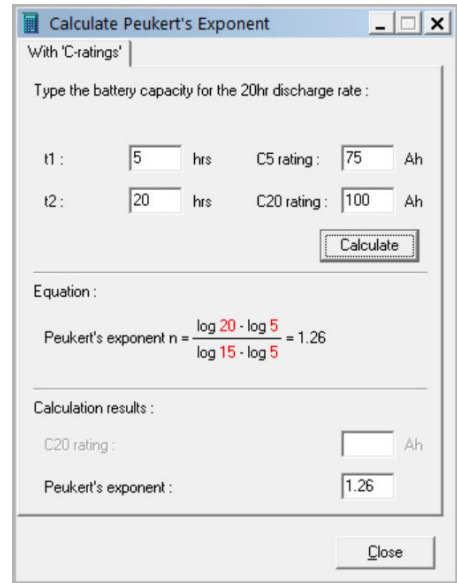 Calculate Peukert's Exponent
With 'C-ratings'
Type the battery capacity for the 20hr discharge rate :
t1 : 5 hrs C5 rating : 75 Ah
t2 : 20 hrs C20 rating : 100 Ah
Calculate
Equation :
log 20 - log 5
Peukert's exponent n = = 1.26
log 15 - log 5
Calculation results :
C20 rating : Ah
Peukert's exponent : 1.26
Close